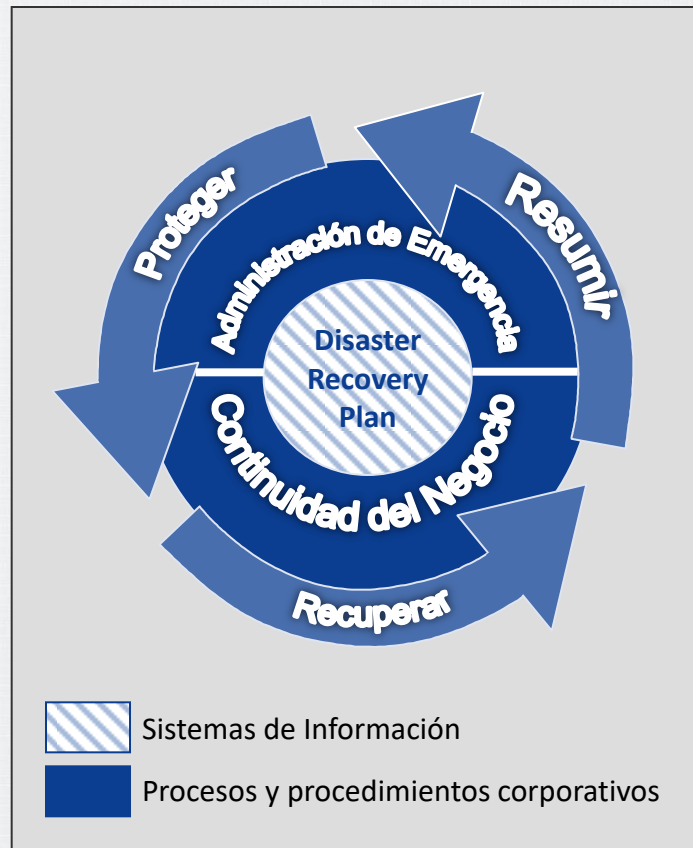 Proteger
Resumir
Administración de Emergencia
Disaster
Recovery
Plan
Continuidad del Negocio
Recuperar
Sistemas de Información
Procesos y procedimientos corporativos